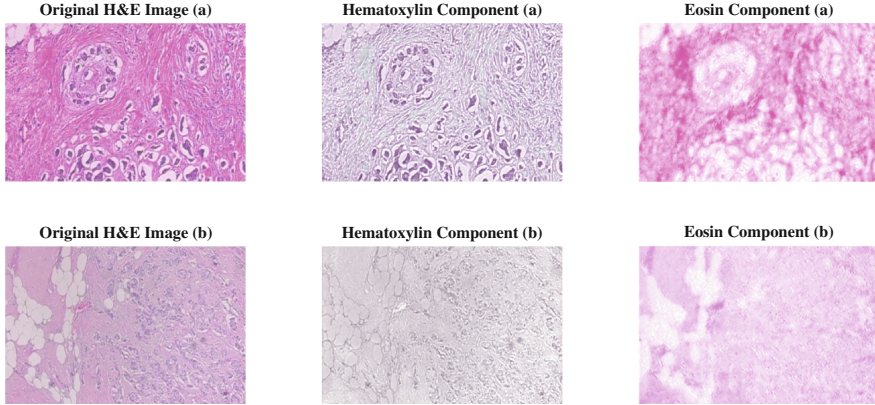 Original H&E Image (a)
Hematoxylin Component (a)
Eosin Component (a)
Original H&E Image (b)
Hematoxylin Component (b)
Eosin Component (b)